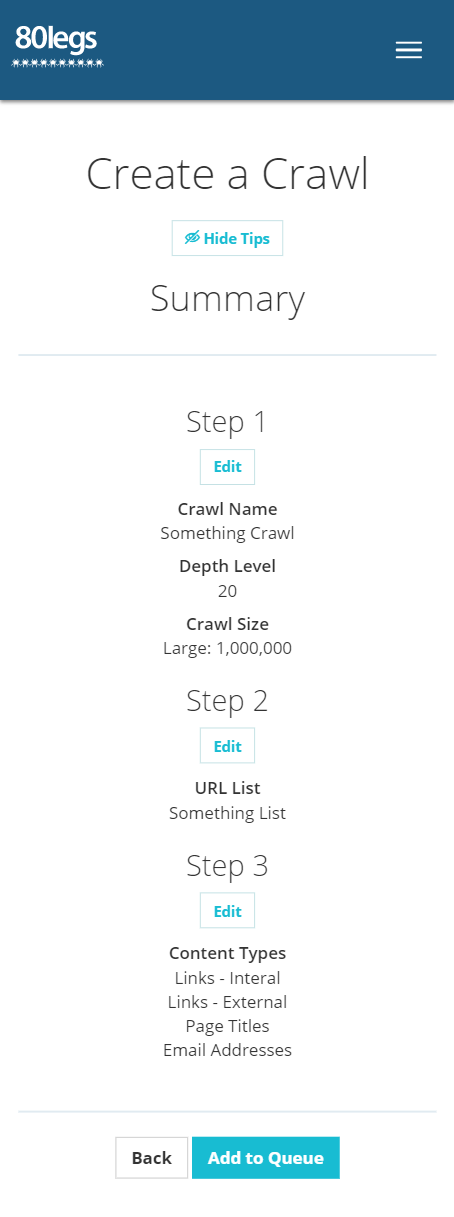 80legs
Create a Crawl
Hide Tips
Summary
Step 1
Edit
Crawl Name
Something Crawl
Depth Level
20
Crawl Size
Large: 1,000,000
Step 2
Edit
URL List
Something List
Step 3
Edit
Content Types
Links - Interal
Links - External
Page Titles
Email Addresses
Back
Add to Queue